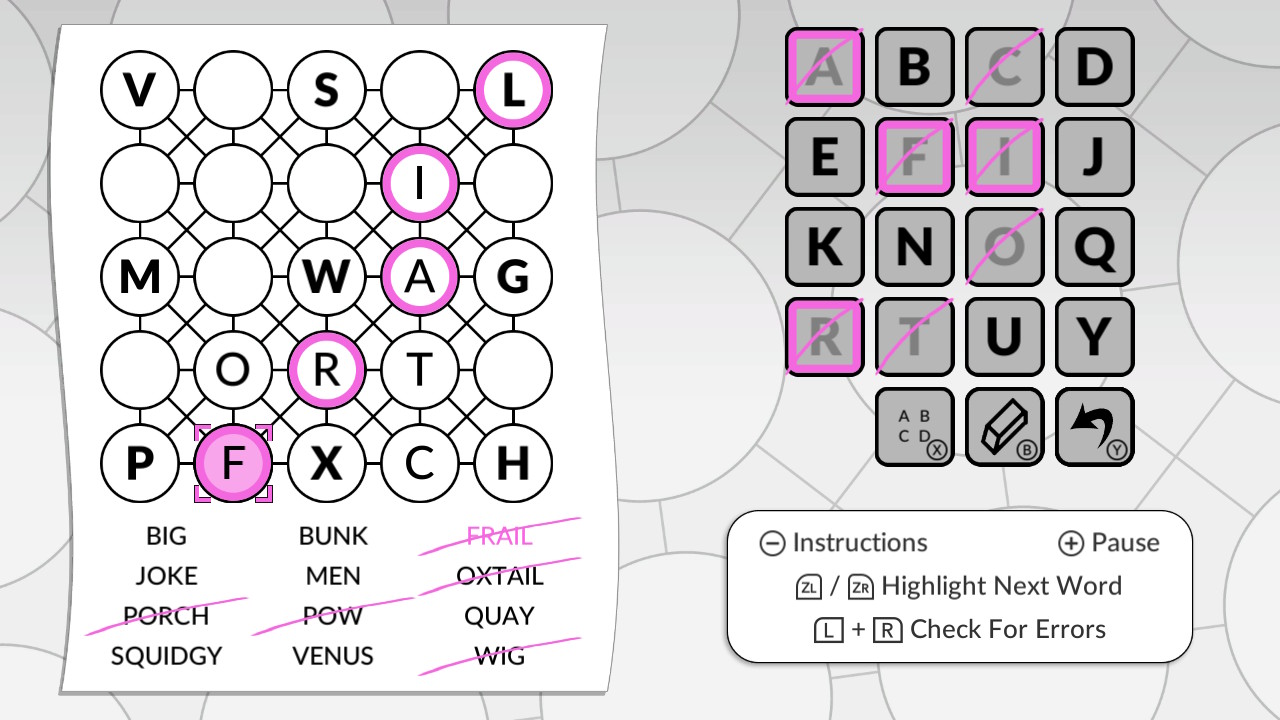 V S L
I
M W A G
O R T
P F X C H
BIG BUNK FRAIL
JOKE MEN OXTAIL
PORCH POW QUAY
SQUIDGY VENUS WIG
A B C D
E F I J
K N O Q
R T U Y
A B
C D X B Y
Instructions + Pause
ZL / ZR Highlight Next Word
L + R Check For Errors